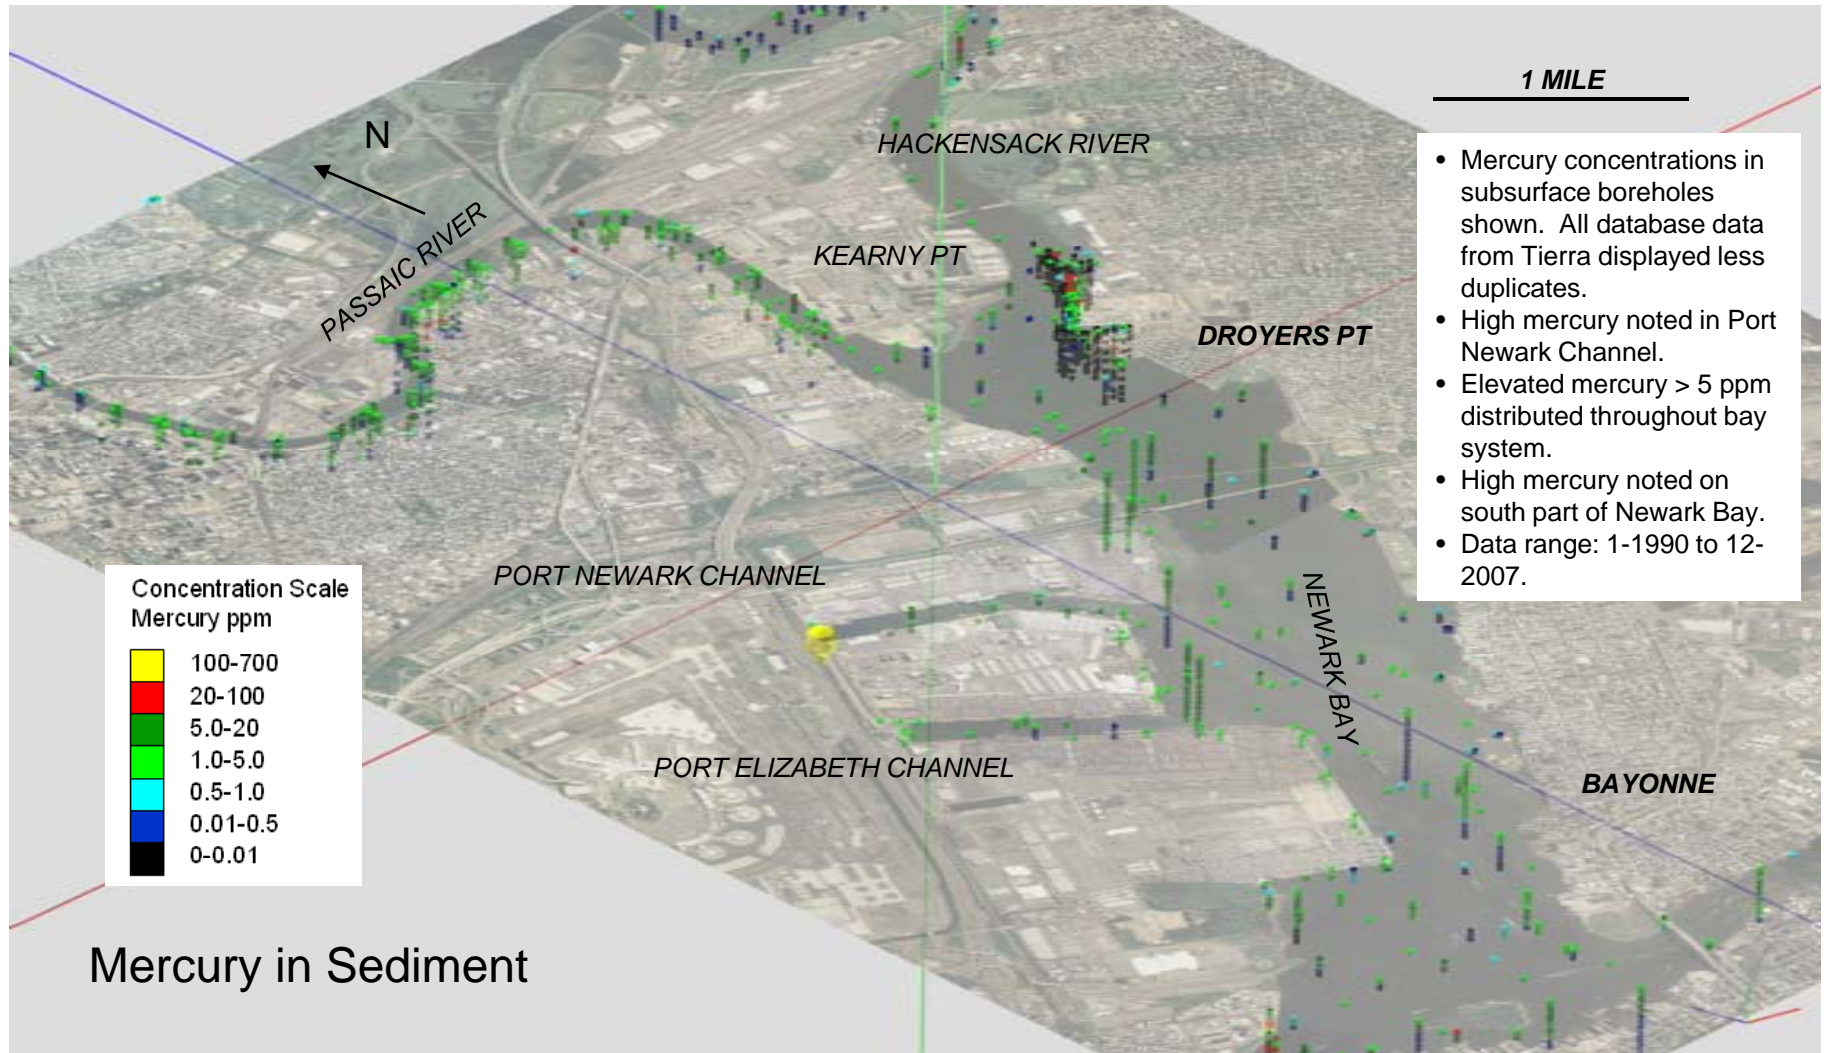 1 MILE
N
HACKENSACK RIVER
PASSAIC RIVER
KEARNY PT
DROYERS PT
• Mercury concentrations in
subsurface boreholes
shown. All database data
from Tierra displayed less
duplicates.
• High mercury noted in Port
Newark Channel.
• Elevated mercury > 5 ppm
distributed throughout bay
system.
• High mercury noted on
south part of Newark Bay.
• Data range: 1-1990 to 12-
2007.
PORT NEWARK CHANNEL
NEWARK BAY
PORT ELIZABETH CHANNEL
BAYONNE
Concentration Scale
Mercury ppm
100-700
20-100
5.0-20
1.0-5.0
0.5-1.0
0.01-0.5
0-0.01
Mercury in Sediment